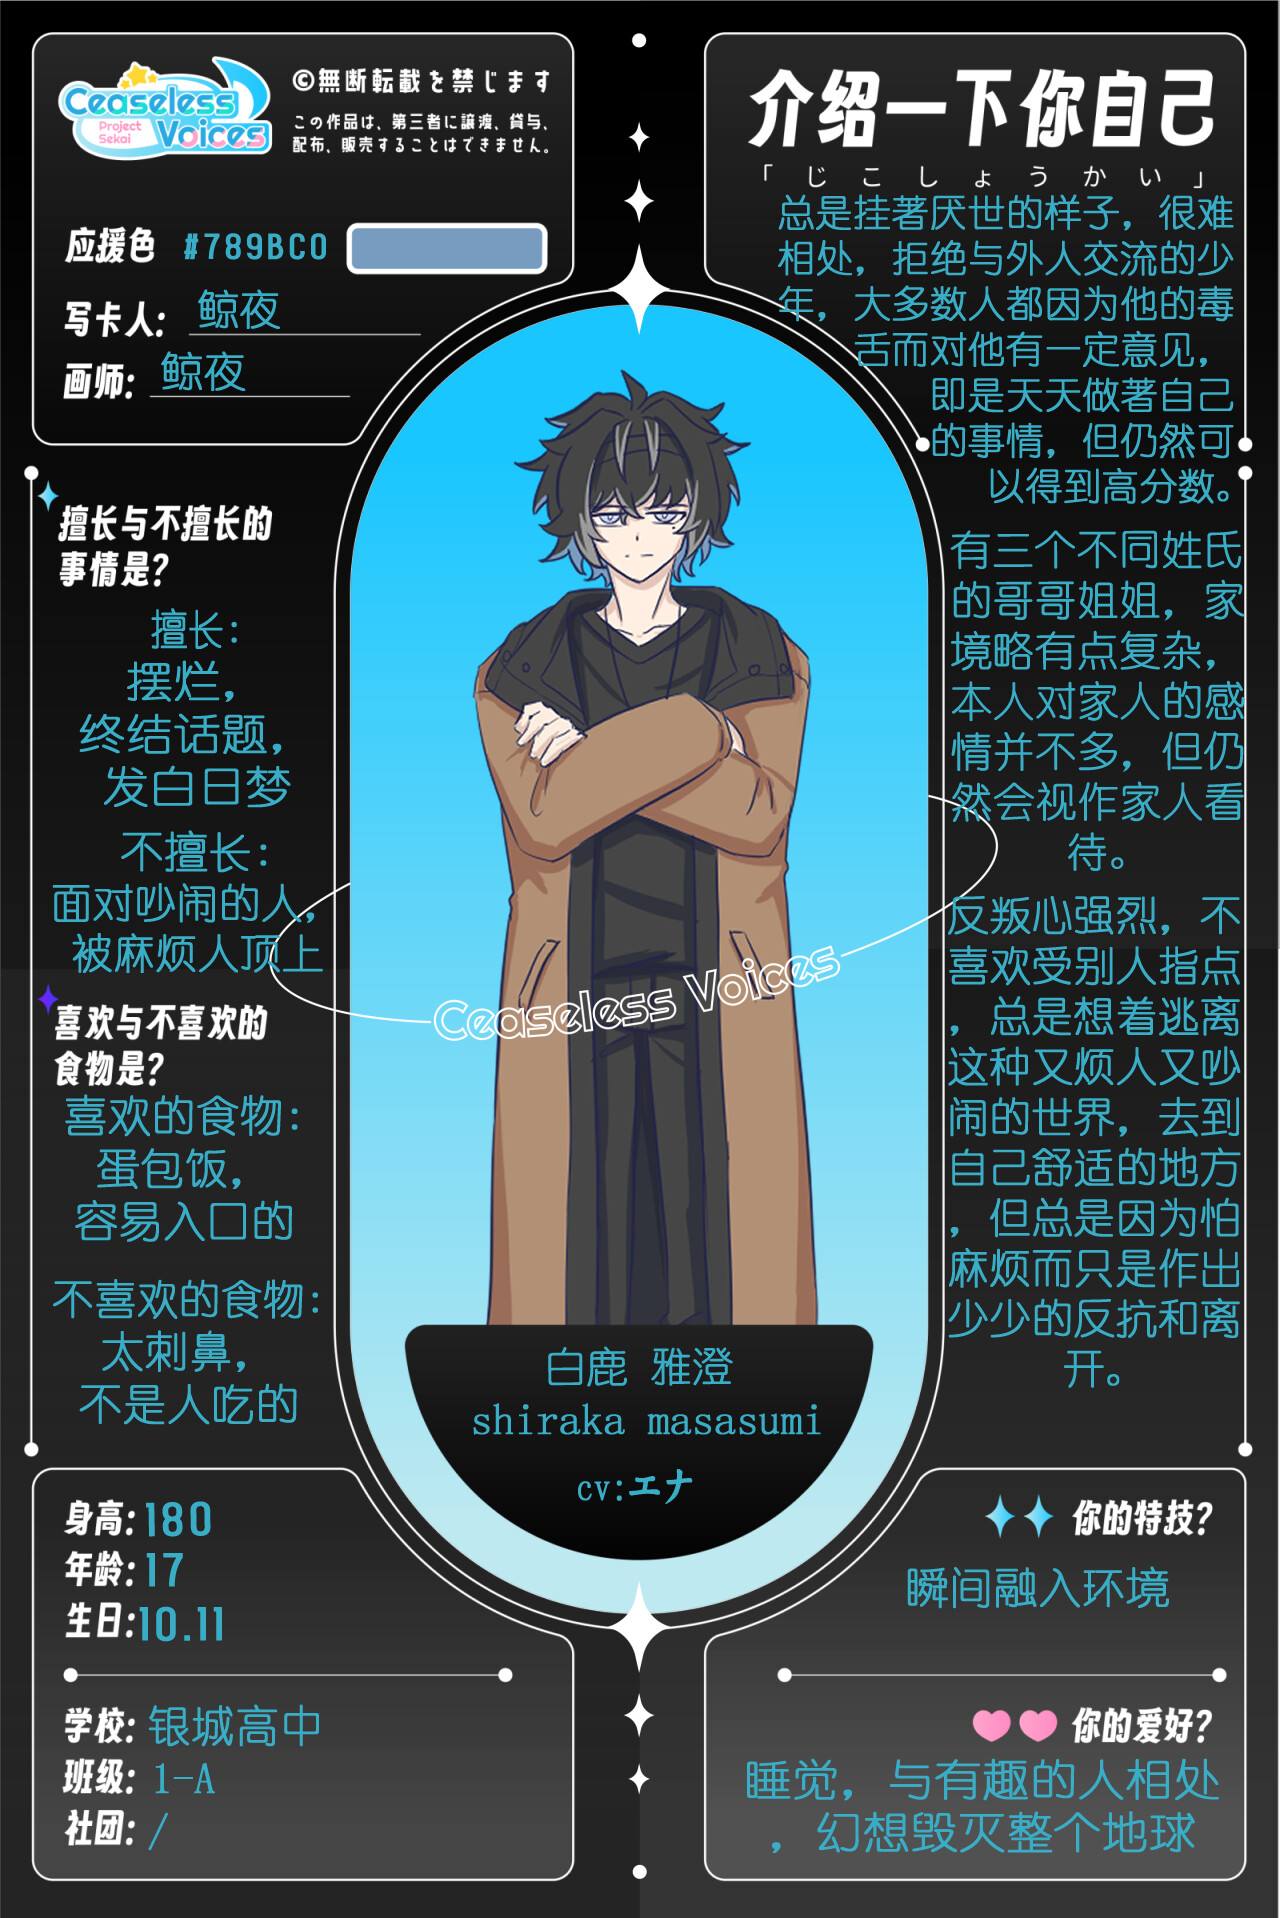 Ceaseless
Project
Sekai
Voices
©無断転載を禁じます
この作品は、第三者に譲渡、貸与、
配布、販売することはできません。
应援色 #789BC0
写卡人: 鲸夜
画师: 鲸夜
介绍一下你自己
「じこしょうかい」
总是挂著厌世的样子，很难
相处，拒绝与外人交流的少
年，大多数人都因为他的毒
舌而对他有一定意见，
即是天天做著自己
的事情，但仍然可
以得到高分数。
有三个不同姓氏
的哥哥姐姐，家
境略有点复杂，
本人对家人的感
情并不多，但仍
然会视作家人看
待。
反叛心强烈，不
喜欢受别人指点
，总是想着逃离
这种又烦人又吵
闹的世界，去到
自己舒适的地方
，但总是因为怕
麻烦而只是作出
少少的反抗和离
开。
擅长与不擅长的
事情是?
擅长：
摆烂，
终结话题，
发白日梦
不擅长：
面对吵闹的人，
被麻烦人顶上
喜欢与不喜欢的
食物是?
喜欢的食物：
蛋包饭，
容易入口的
不喜欢的食物：
太刺鼻，
不是人吃的
Ceaseless Voices
白鹿 雅澄
shiraka masasumi
cv:エナ
身高:180
年龄:17
生日:10.11
学校: 银城高中
班级: 1-A
社团: /
你的特技?
瞬间融入环境
你的爱好?
睡觉，与有趣的人相处
，幻想毁灭整个地球